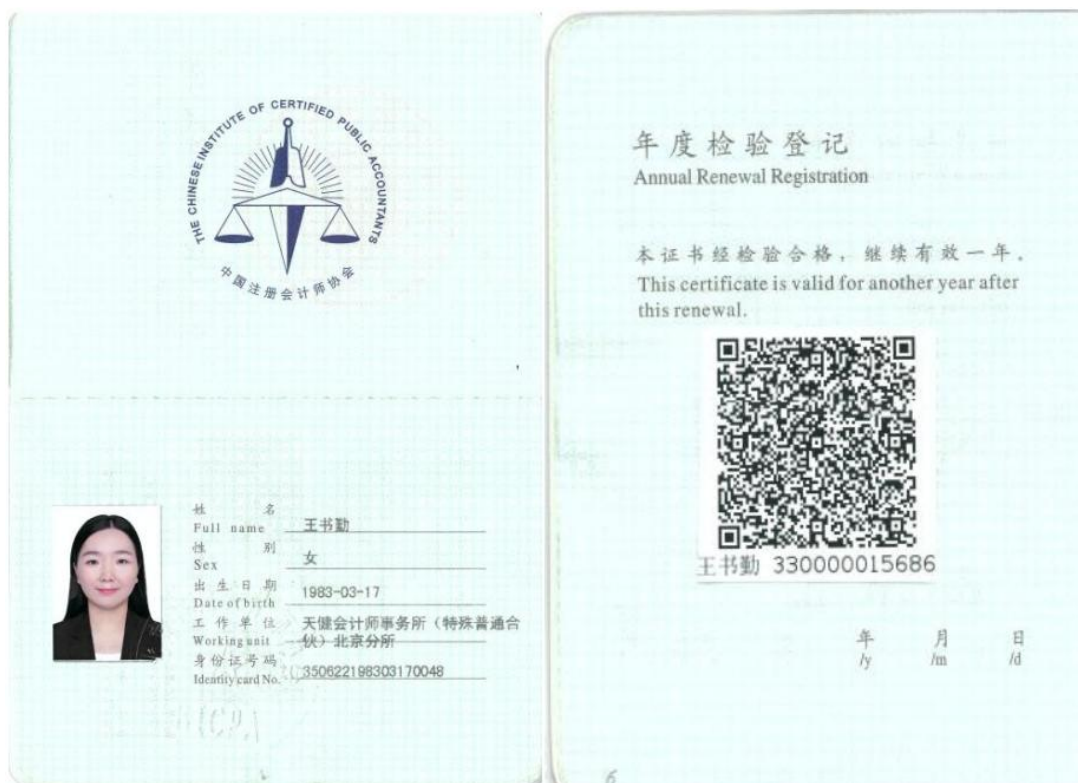 THE CHINESE INSTITUTE OF CERTIFIED PUBLIC ACCOUNTANTS
中国注册会计师协会
姓 名
Full name
王书勤
性 别
Sex
女
出生日期
Date of birth
1983-03-17
工作单位
Working unit
天健会计师事务所（特殊普通合
伙）北京分所
身份证号码
Identity card No.
350622198303170048
年度检验登记
Annual Renewal Registration
本证书经检验合格，继续有效一年．
This certificate is valid for another year after
this renewal.
王书勤 330000015686
年 月 日
/y /m /d
6